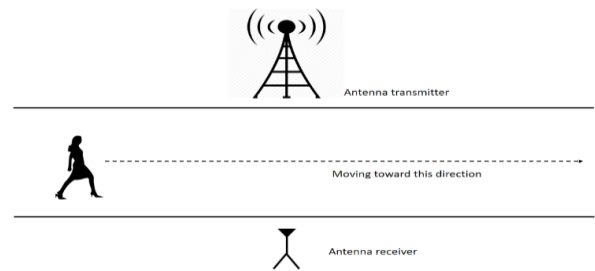 Antenna transmitter
Moving toward this direction
Antenna receiver